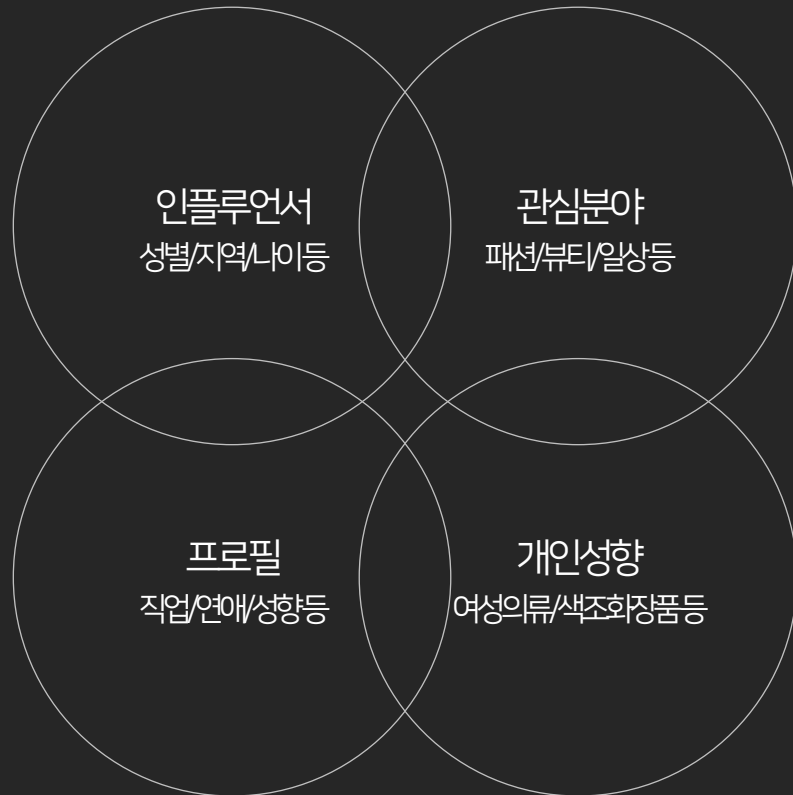 인플루언서
성별/지역/나이등
관심분야
패션/뷰티/일상등
프로필
직업/연애/성향등
개인성향
여성의류/색조화장품등